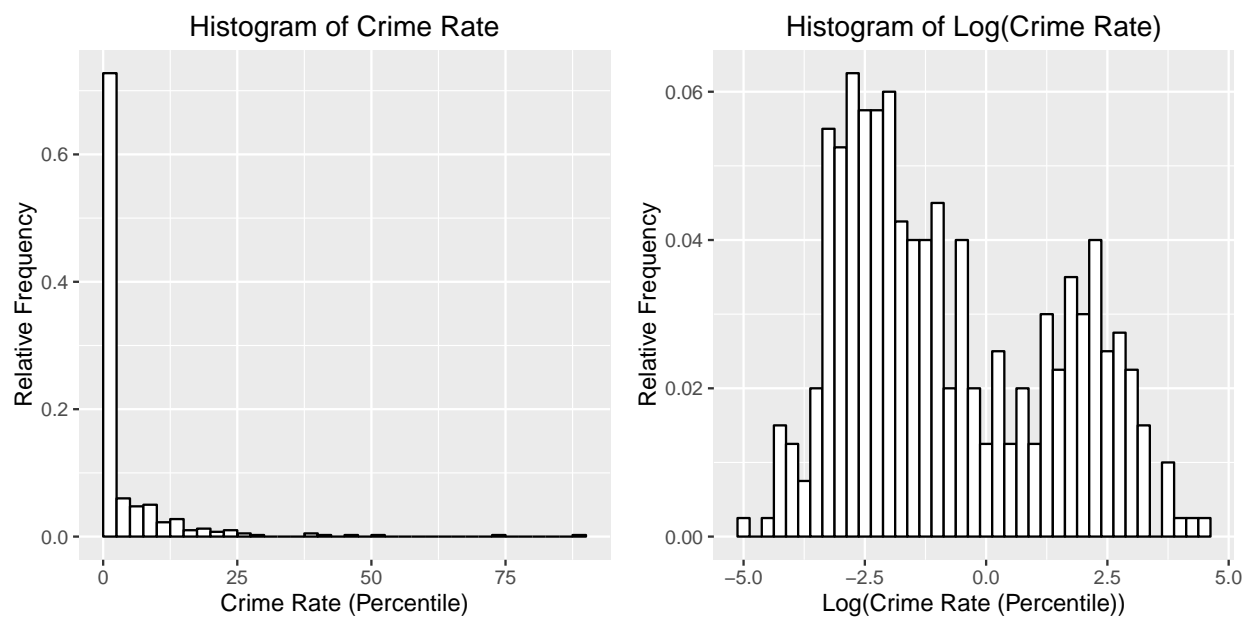 Histogram of Crime Rate
0.6
0.4
0.2
0.0
Relative Frequency
0
25
50
75
Crime Rate (Percentile)
Histogram of Log(Crime Rate)
0.06
0.04
0.02
0.00
Relative Frequency
−5.0
−2.5
0.0
2.5
5.0
Log(Crime Rate (Percentile))